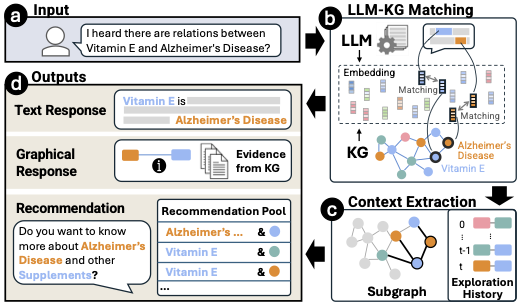 a Input
I heard there are relations between
Vitamin E and Alzheimer's Disease?
b LLM-KG Matching
LLM
Embedding
Matching
Matching
KG
Alzheimer's
Disease
Vitamin E
c Context Extraction
Subgraph
0
t-1
t
Exploration
History
d Outputs
Text Response
Vitamin E is
Alzheimer's Disease
Graphical
Response
i
Evidence
from KG
Recommendation
Do you want to know
more about Alzheimer's
Disease and other
Supplements?
Recommendation Pool
Alzheimer's ... &
Vitamin E &
Vitamin E &
...